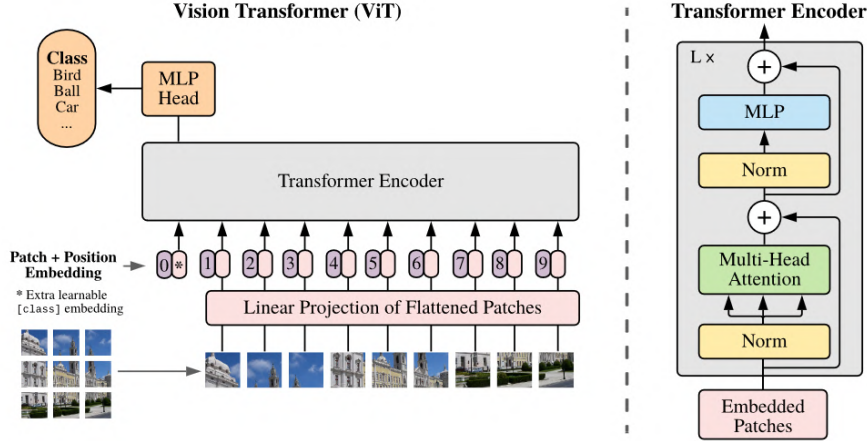 Vision Transformer (ViT)
Class
Bird
Ball
Car
...
MLP
Head
Transformer Encoder
Patch + Position
Embedding
0 * 1 2 3 4 5 6 7 8 9
* Extra learnable
[class] embedding
Linear Projection of Flattened Patches
Transformer Encoder
L ×
+
MLP
Norm
+
Multi-Head
Attention
Norm
Embedded
Patches